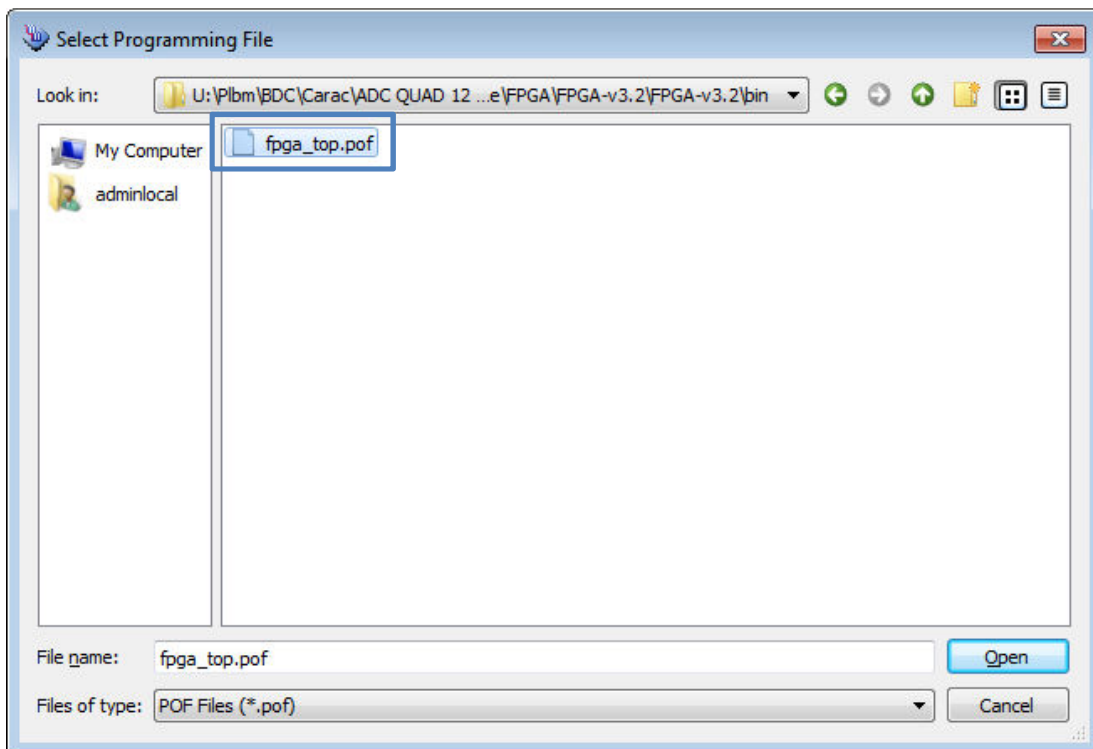 Select Programming File
Look in: U:\Plbm\BDC\Carac\ADC QUAD 12 ...e\FPGA\FPGA-v3.2\FPGA-v3.2\bin
My Computer
fpga_top.pof
adminlocal
File name: fpga_top.pof Open
Files of type: POF Files (*.pof) Cancel